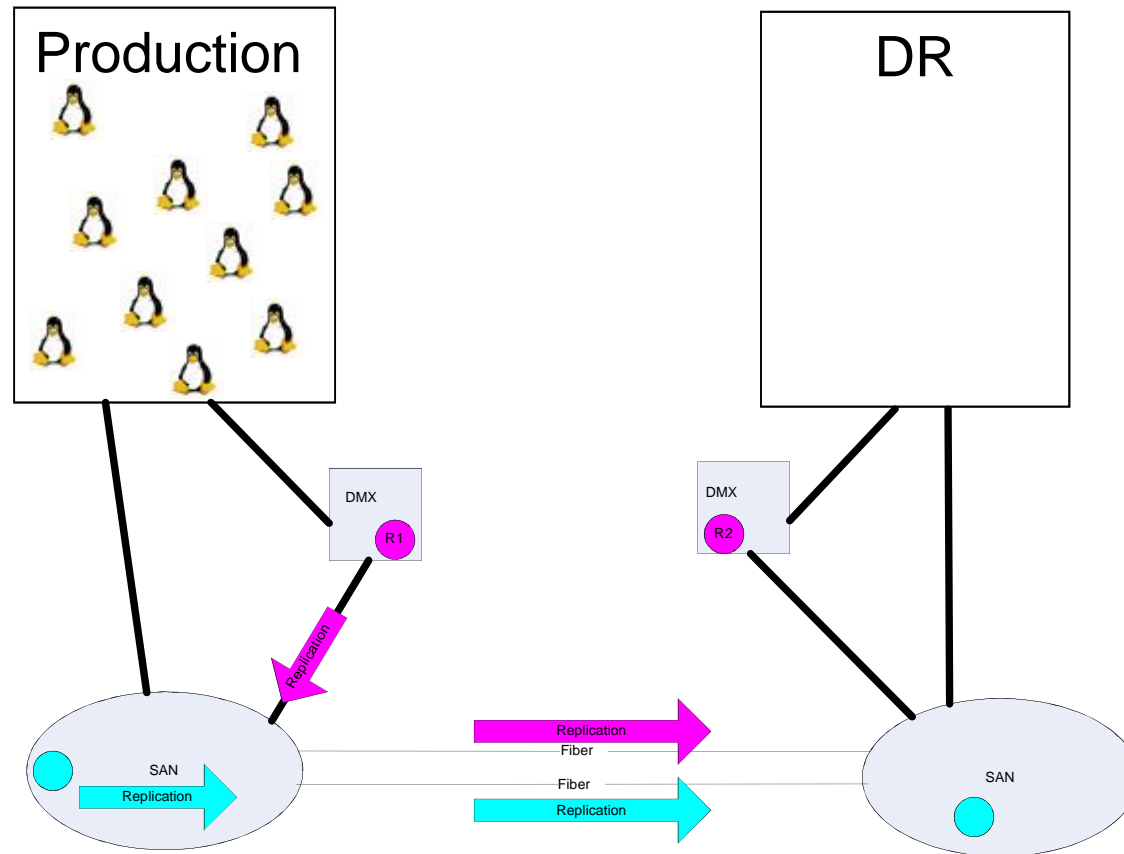 Production
DR
DMX
R1
DMX
R2
Replication
Replication
Fiber
SAN
Replication
Fiber
Replication
SAN